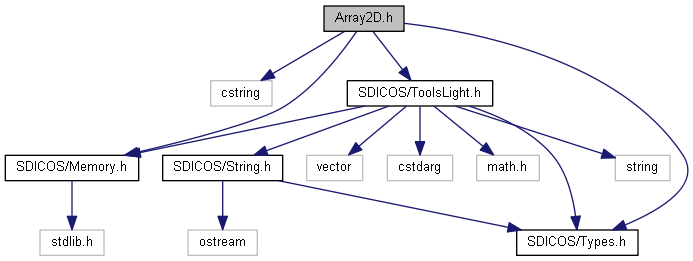 Array2D.h
cstring
SDICOS/ToolsLight.h
SDICOS/Memory.h
SDICOS/String.h
vector
cstdarg
math.h
string
stdlib.h
ostream
SDICOS/Types.h